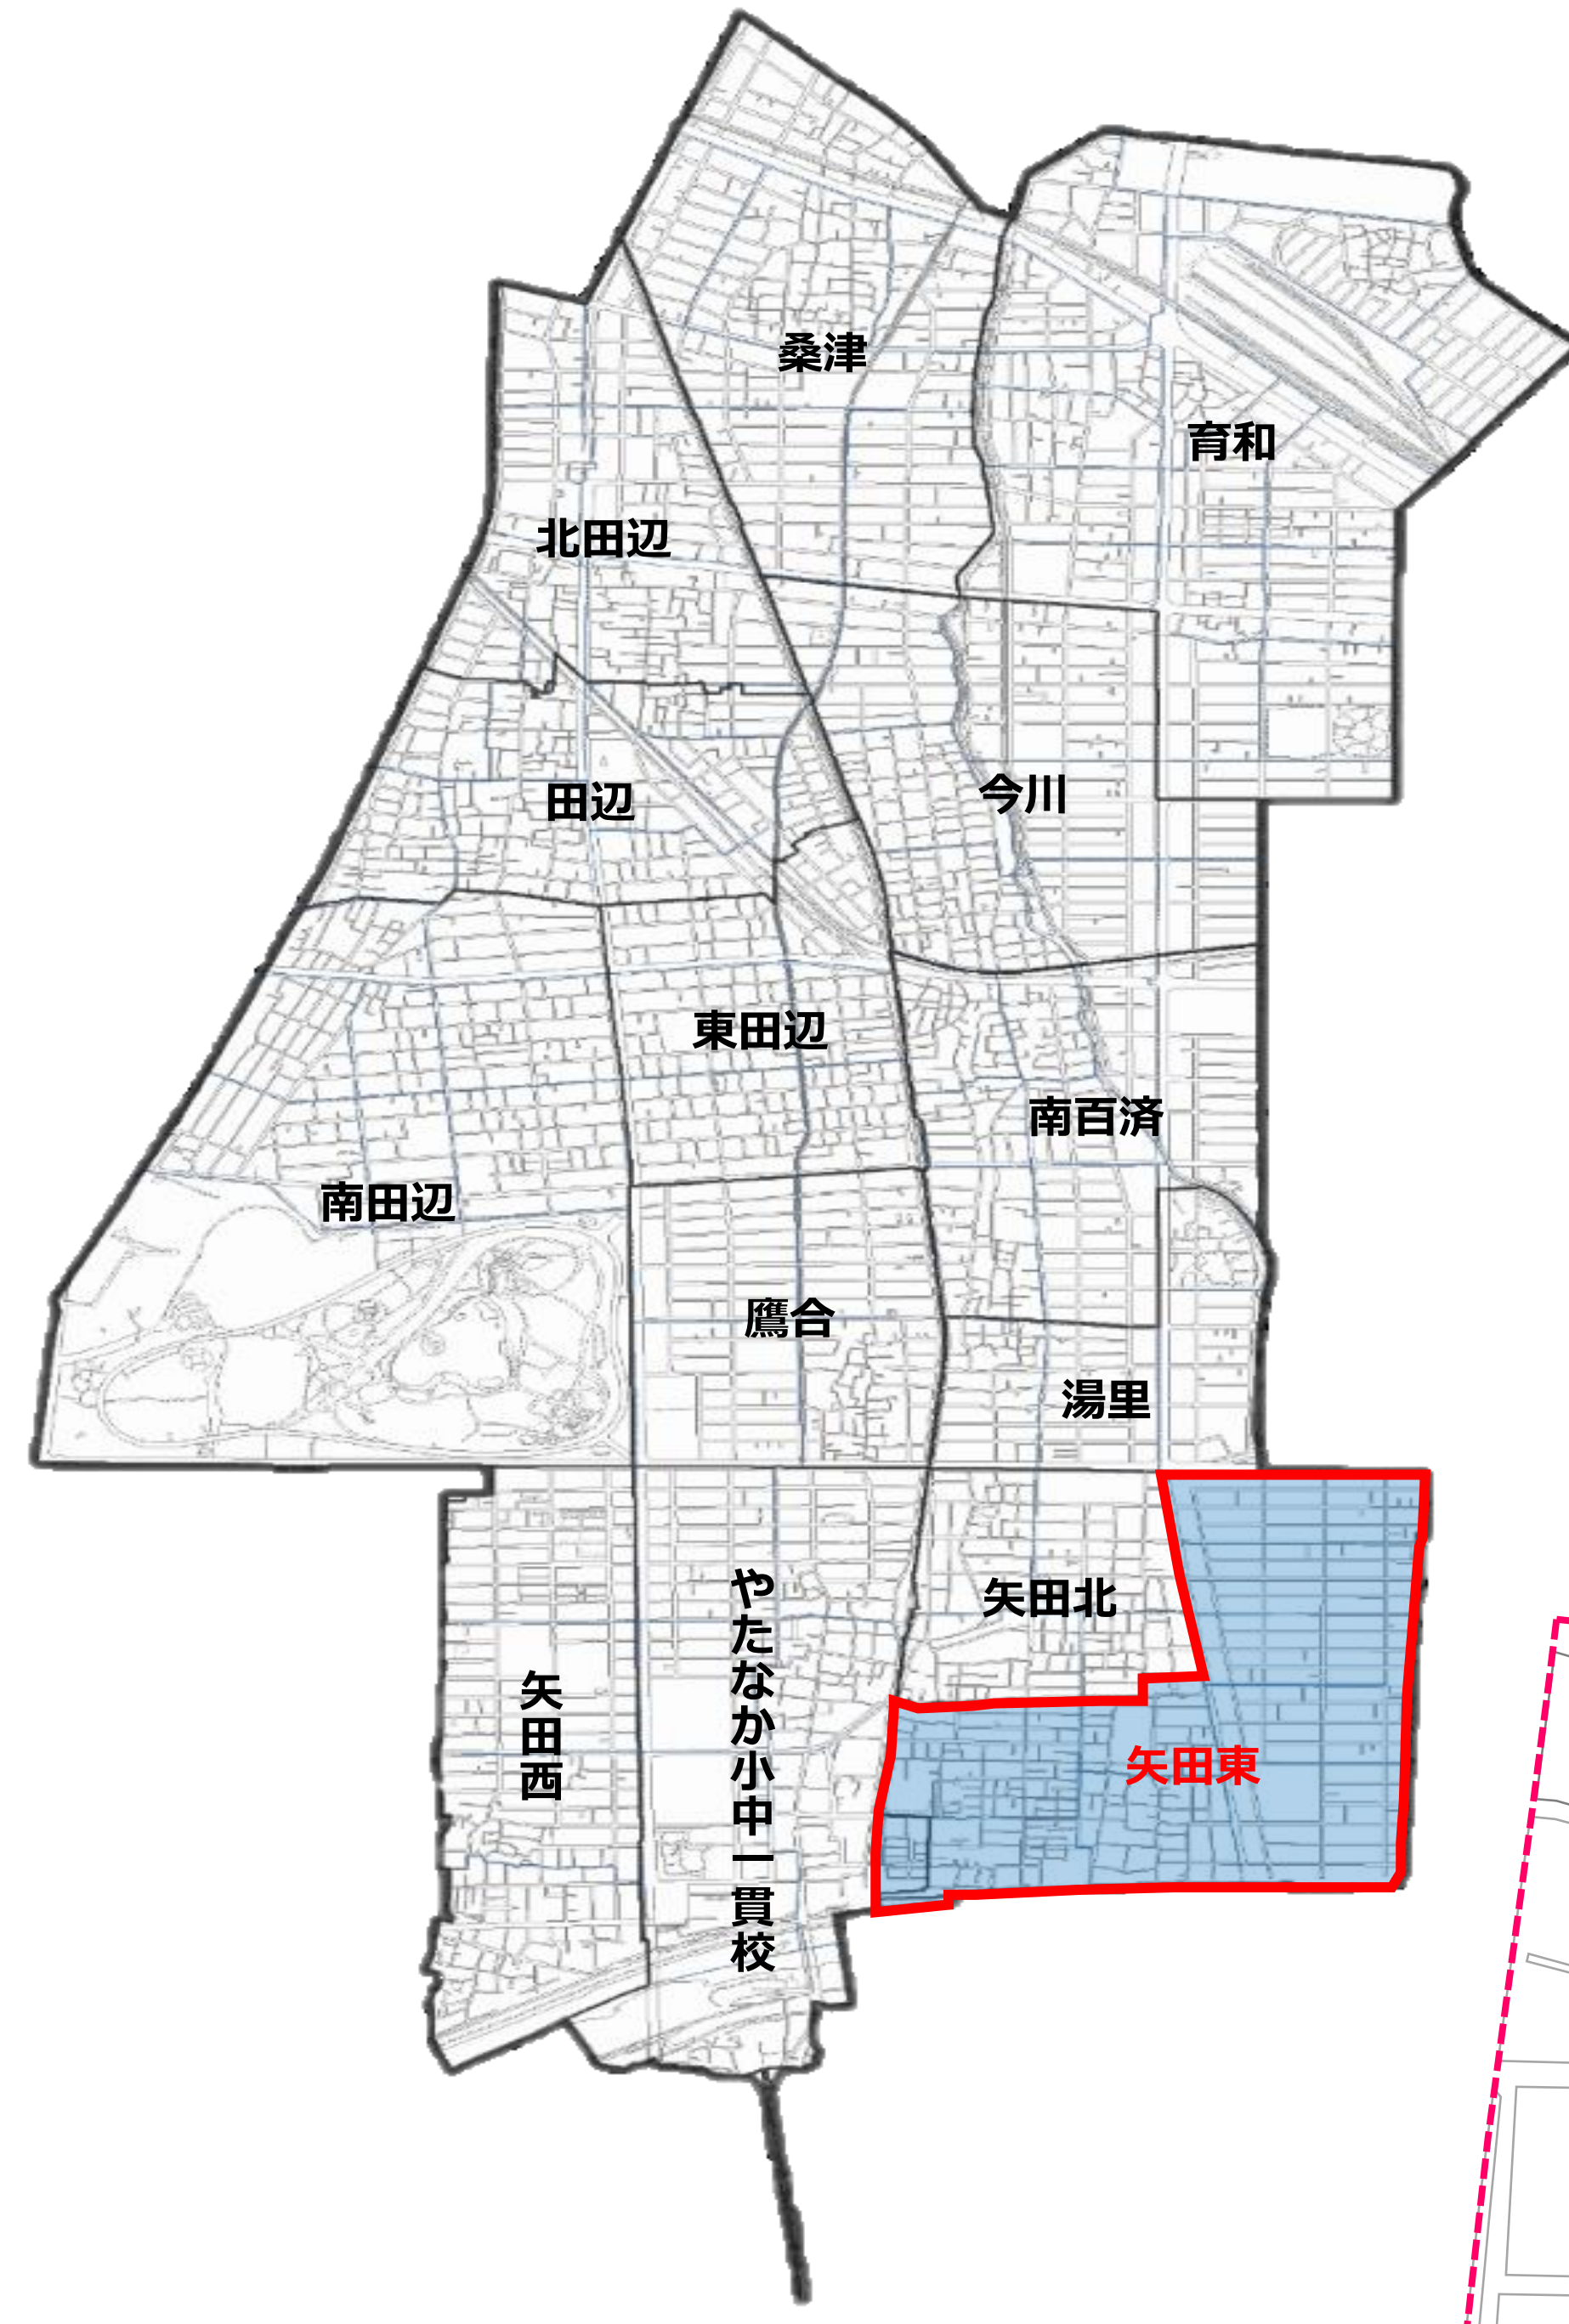 桑津
育和
北田辺
田辺
今川
東田辺
南百済
南田辺
鷹合
湯里
矢田北
矢田西
やたなか小中一貫校
矢田東